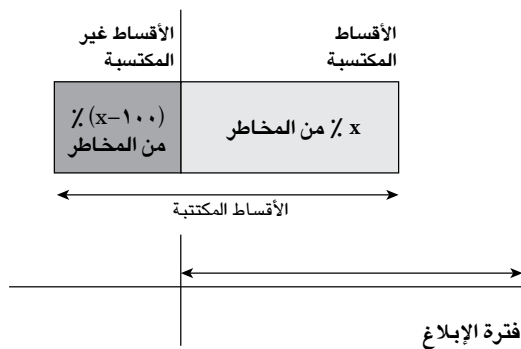 الأقساط
المكتسبة
الأقساط غير
المكتسبة
x ٪ من المخاطر
(x–١٠٠) ٪
من المخاطر
الأقساط المكتتبة
فترة الإبلاغ